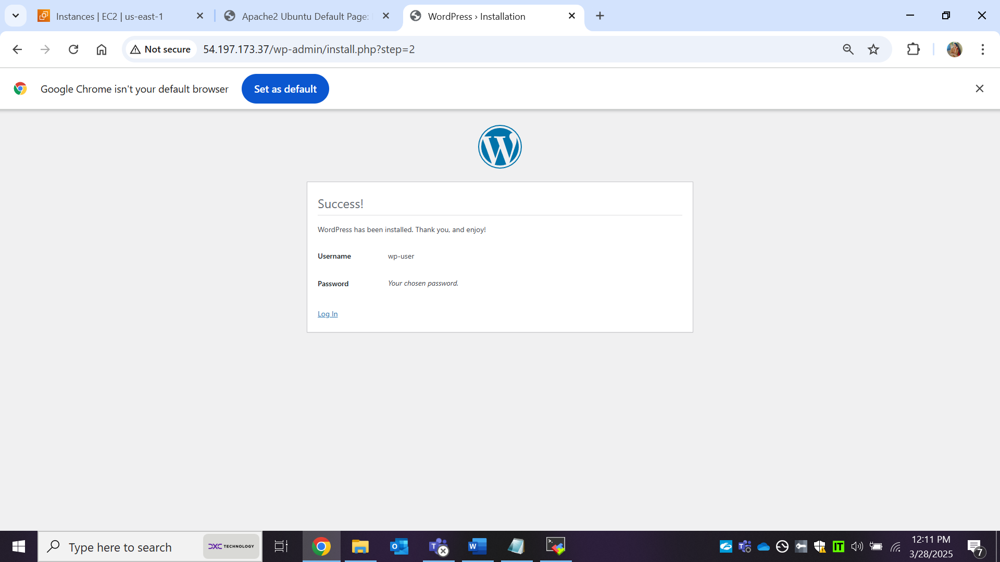 Instances | EC2 | us-east-1
Apache2 Ubuntu Default Page:
WordPress › Installation
Not secure
54.197.173.37/wp-admin/install.php?step=2
Google Chrome isn't your default browser
Set as default
W
Success!
WordPress has been installed. Thank you, and enjoy!
Username wp-user
Password Your chosen password.
Log In
Type here to search
DXC TECHNOLOGY
12:11 PM
3/28/2025
7